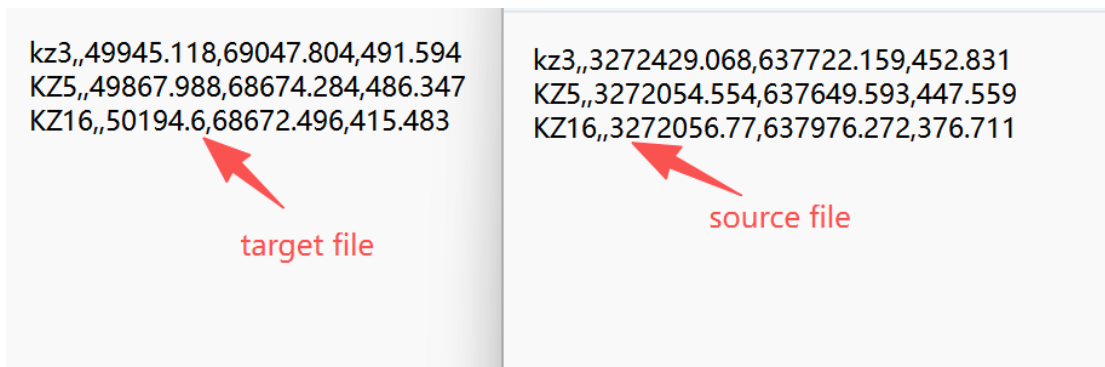 kz3,,49945.118,69047.804,491.594
KZ5,,49867.988,68674.284,486.347
KZ16,,50194.6,68672.496,415.483
target file
kz3,,3272429.068,637722.159,452.831
KZ5,,3272054.554,637649.593,447.559
KZ16,,3272056.77,637976.272,376.711
source file